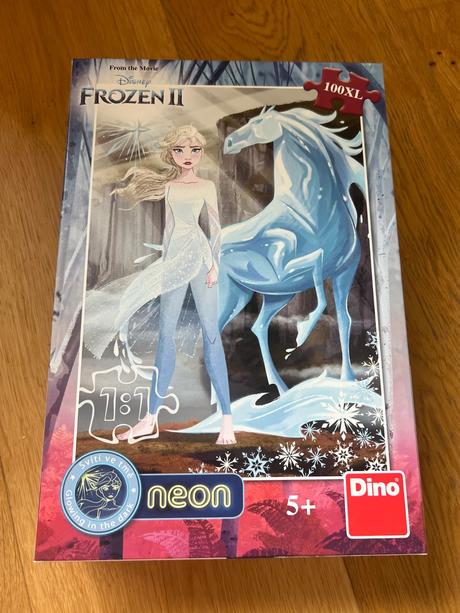 From the Movie
Disney
FROZEN II
100XL
1:1
Svítí ve tmě
Glowing in the dark
neon
5+
Dino